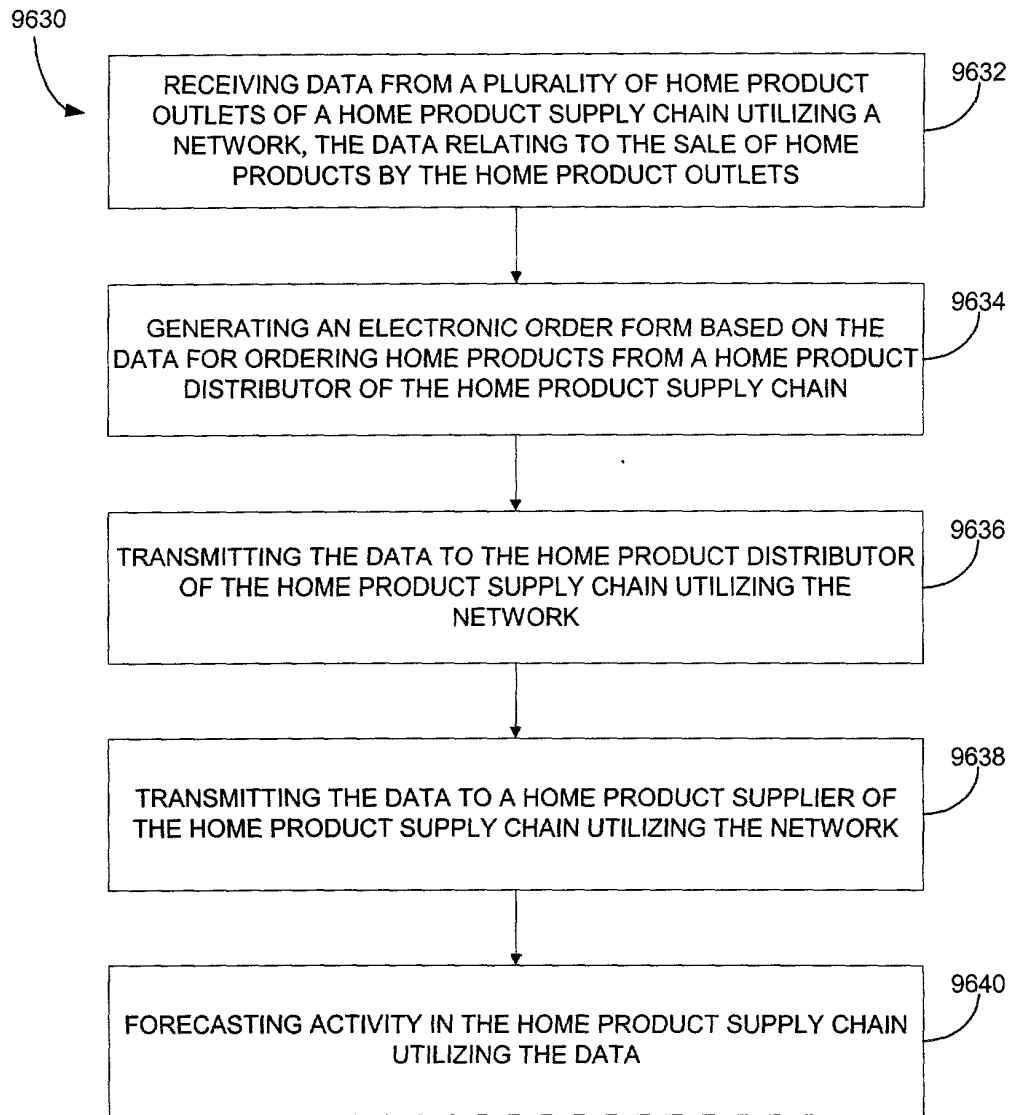 9630
RECEIVING DATA FROM A PLURALITY OF HOME PRODUCT
OUTLETS OF A HOME PRODUCT SUPPLY CHAIN UTILIZING A
NETWORK, THE DATA RELATING TO THE SALE OF HOME
PRODUCTS BY THE HOME PRODUCT OUTLETS
9632
GENERATING AN ELECTRONIC ORDER FORM BASED ON THE
DATA FOR ORDERING HOME PRODUCTS FROM A HOME PRODUCT
DISTRIBUTOR OF THE HOME PRODUCT SUPPLY CHAIN
9634
TRANSMITTING THE DATA TO THE HOME PRODUCT DISTRIBUTOR
OF THE HOME PRODUCT SUPPLY CHAIN UTILIZING THE
NETWORK
9636
TRANSMITTING THE DATA TO A HOME PRODUCT SUPPLIER OF
THE HOME PRODUCT SUPPLY CHAIN UTILIZING THE NETWORK
9638
FORECASTING ACTIVITY IN THE HOME PRODUCT SUPPLY CHAIN
UTILIZING THE DATA
9640